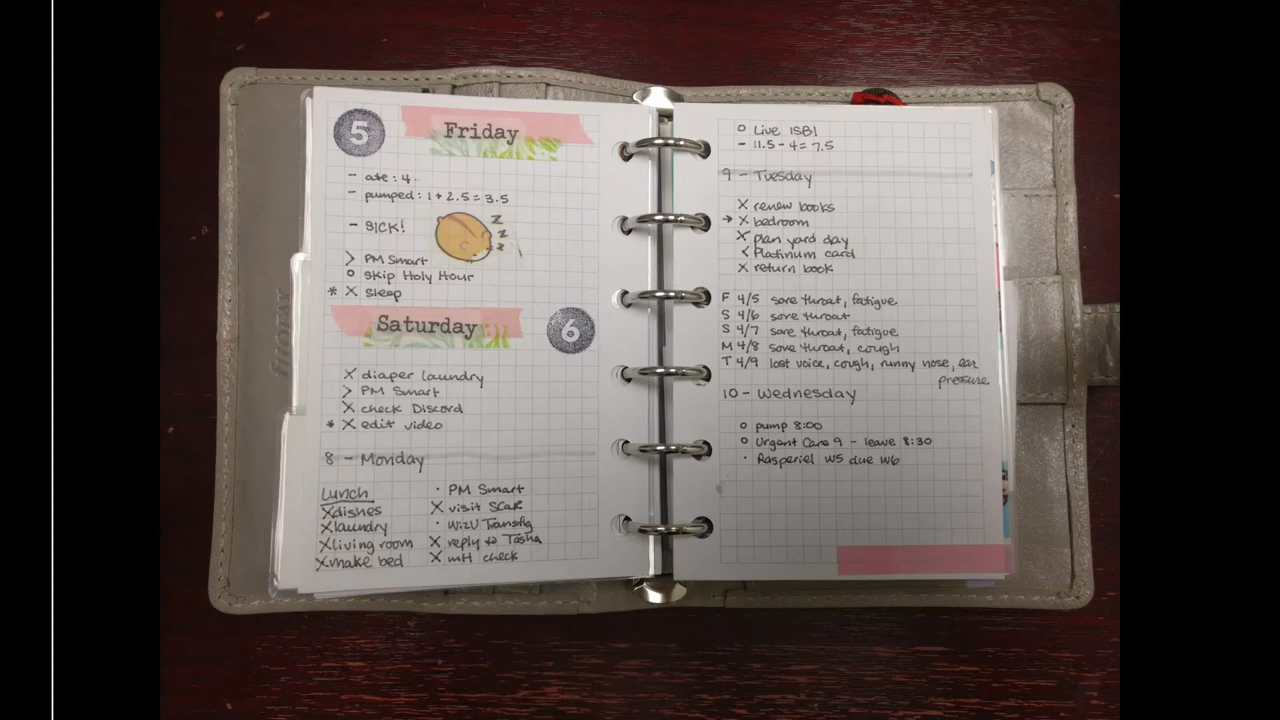 5 Friday
- ate: 4
- pumped: 1 + 2.5 = 3.5
- SICK!
z z z
> PM Smart
o skip Holy Hour
* X sleep
Saturday 6
X diaper laundry
> PM Smart
X check Discord
* X edit video
8 - Monday
Lunch
X dishes
X laundry
X living room
X make bed
· PM Smart
X visit SCAR
· WizU Transfig
X reply to Tasha
X mH check
o Live ISBI
- 11.5 - 4 = 7.5
9 - Tuesday
X renew books
→ X bedroom
X plan yard day
< Platinum card
X return book
F 4/5 sore throat, fatigue
S 4/6 sore throat
S 4/7 sore throat, fatigue
M 4/8 sore throat, cough
T 4/9 lost voice, cough, runny nose, ear
pressure
10 - Wednesday
o pump 8:00
o Urgent Care 9 - leave 8:30
· Rasperiel W5 due W6